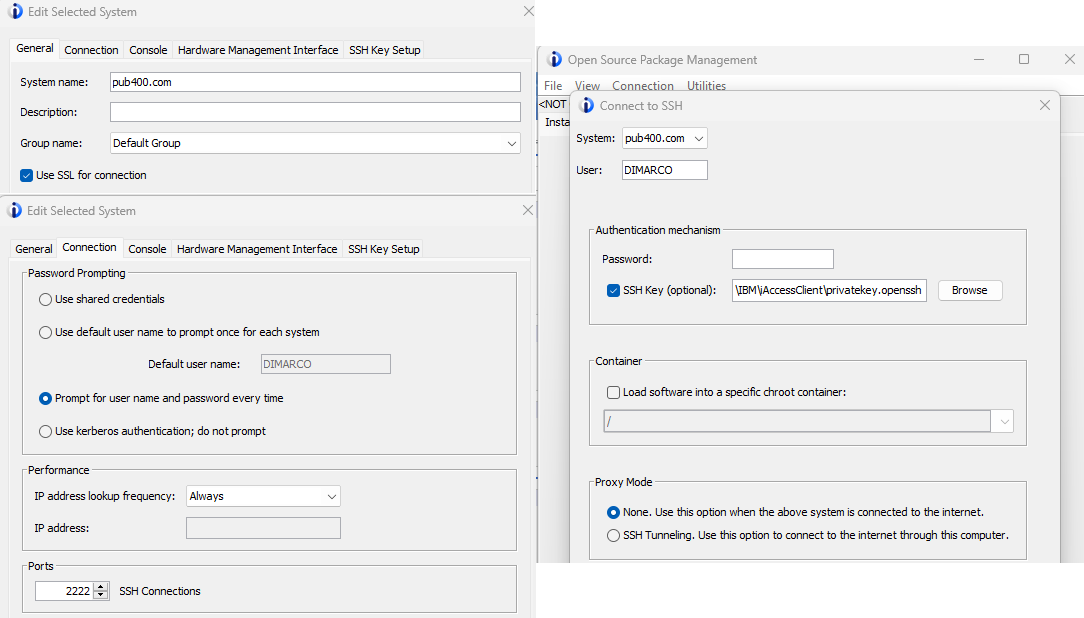 Edit Selected System
General Connection Console Hardware Management Interface SSH Key Setup
System name: pub400.com
Description:
Group name: Default Group
Use SSL for connection
Edit Selected System
General Connection Console Hardware Management Interface SSH Key Setup
Password Prompting
Use shared credentials
Use default user name to prompt once for each system
Default user name: DIMARCO
Prompt for user name and password every time
Use kerberos authentication; do not prompt
Performance
IP address lookup frequency: Always
IP address:
Ports
2222 SSH Connections
Open Source Package Management
File View Connection Utilities
<NOT
Insta
Connect to SSH
System: pub400.com
User: DIMARCO
Authentication mechanism
Password:
SSH Key (optional): \IBM\iAccessClient\privatekey.openssh Browse
Container
Load software into a specific chroot container:
/
Proxy Mode
None. Use this option when the above system is connected to the internet.
SSH Tunneling. Use this option to connect to the internet through this computer.